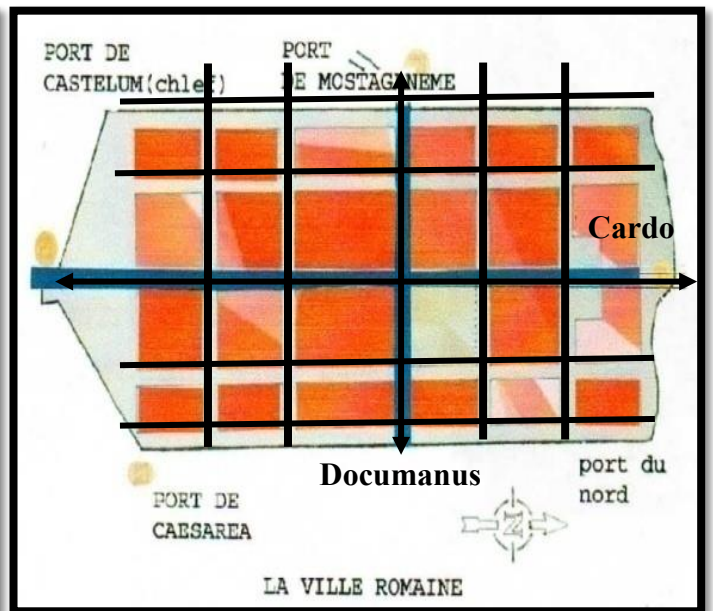 PORT DE
CASTELUM(chlef)
PORT
DE MOSTAGANEME
Cardo
Documanus
port du
nord
PORT DE
CAESAREA
N
LA VILLE ROMAINE